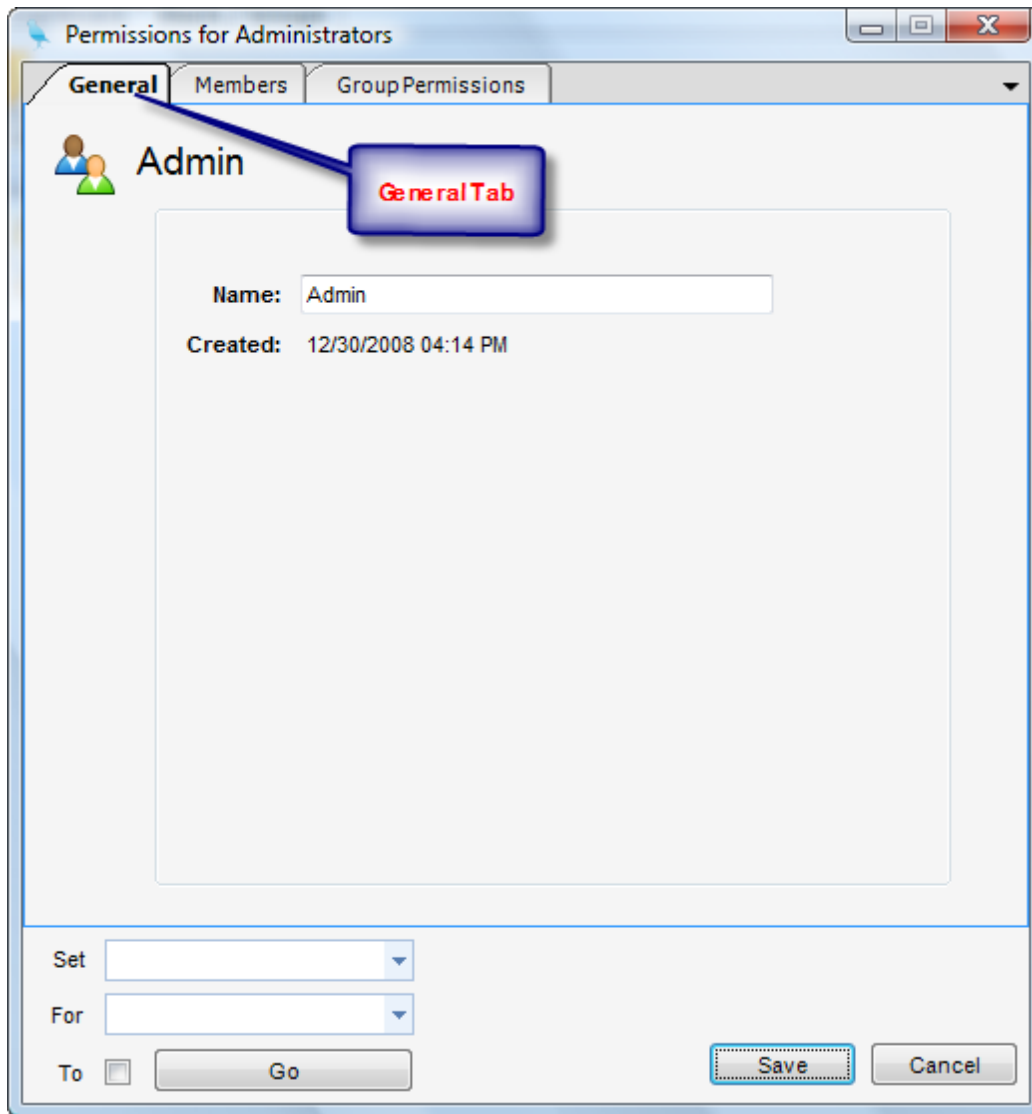 Permissions for Administrators
General Members Group Permissions
Admin
General Tab
Name: Admin
Created: 12/30/2008 04:14 PM
Set
For
To Go Save Cancel